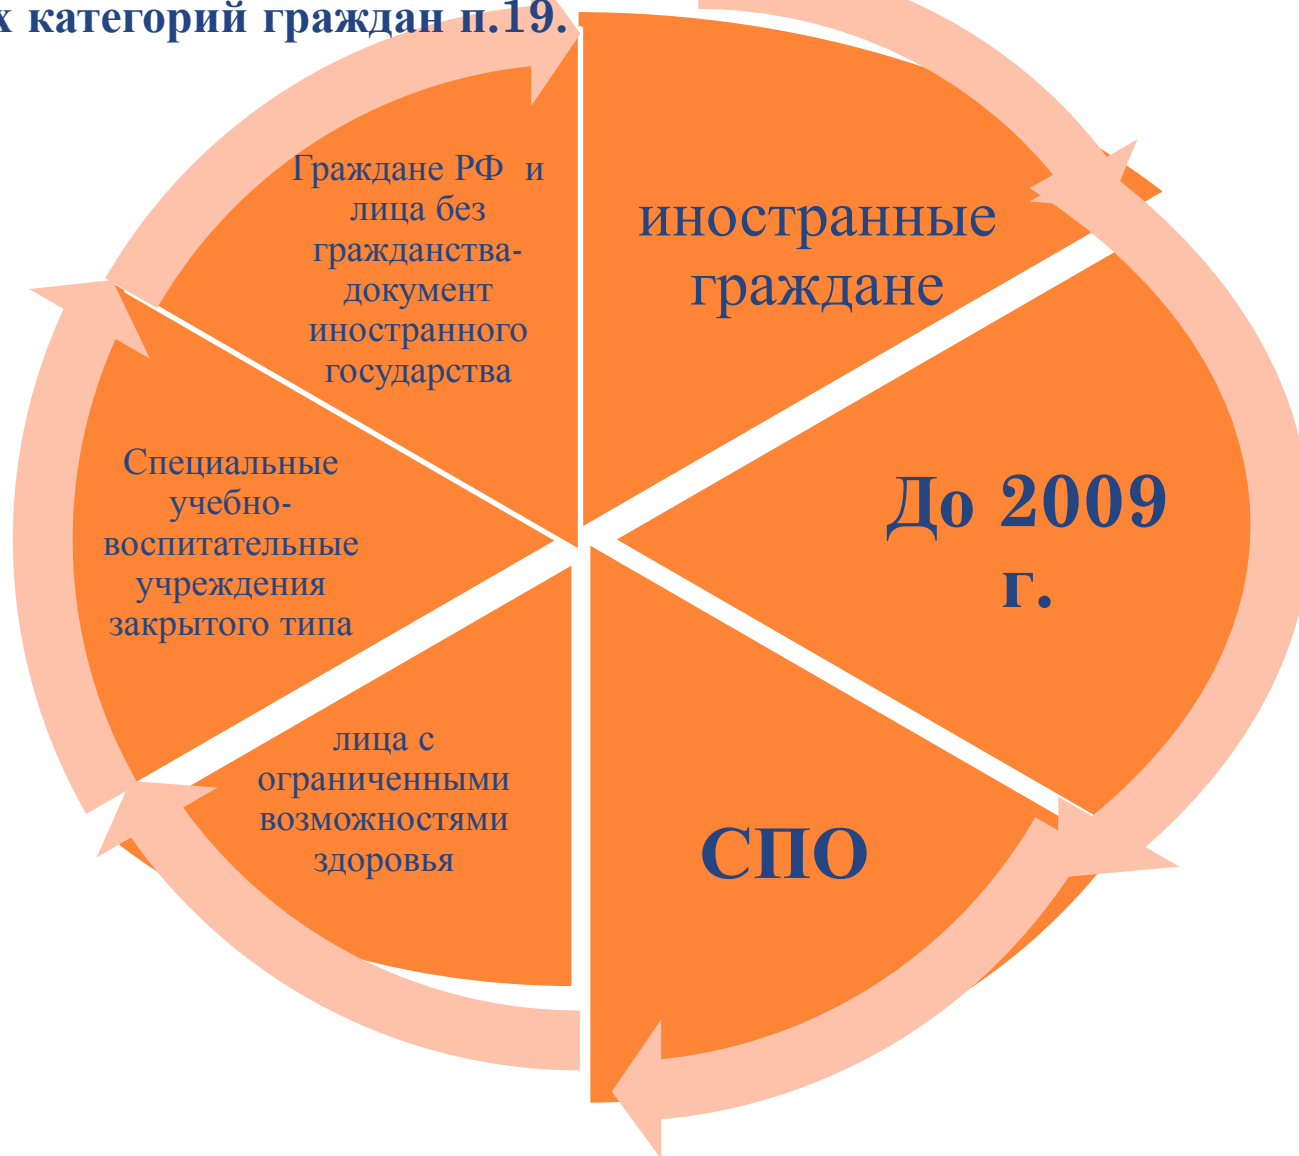 х категорий граждан п.19.
иностранные
граждане
До 2009
г.
СПО
лица с
ограниченными
возможностями
здоровья
Специальные
учебно-
воспитательные
учреждения
закрытого типа
Граждане РФ и
лица без
гражданства-
документ
иностранного
государства